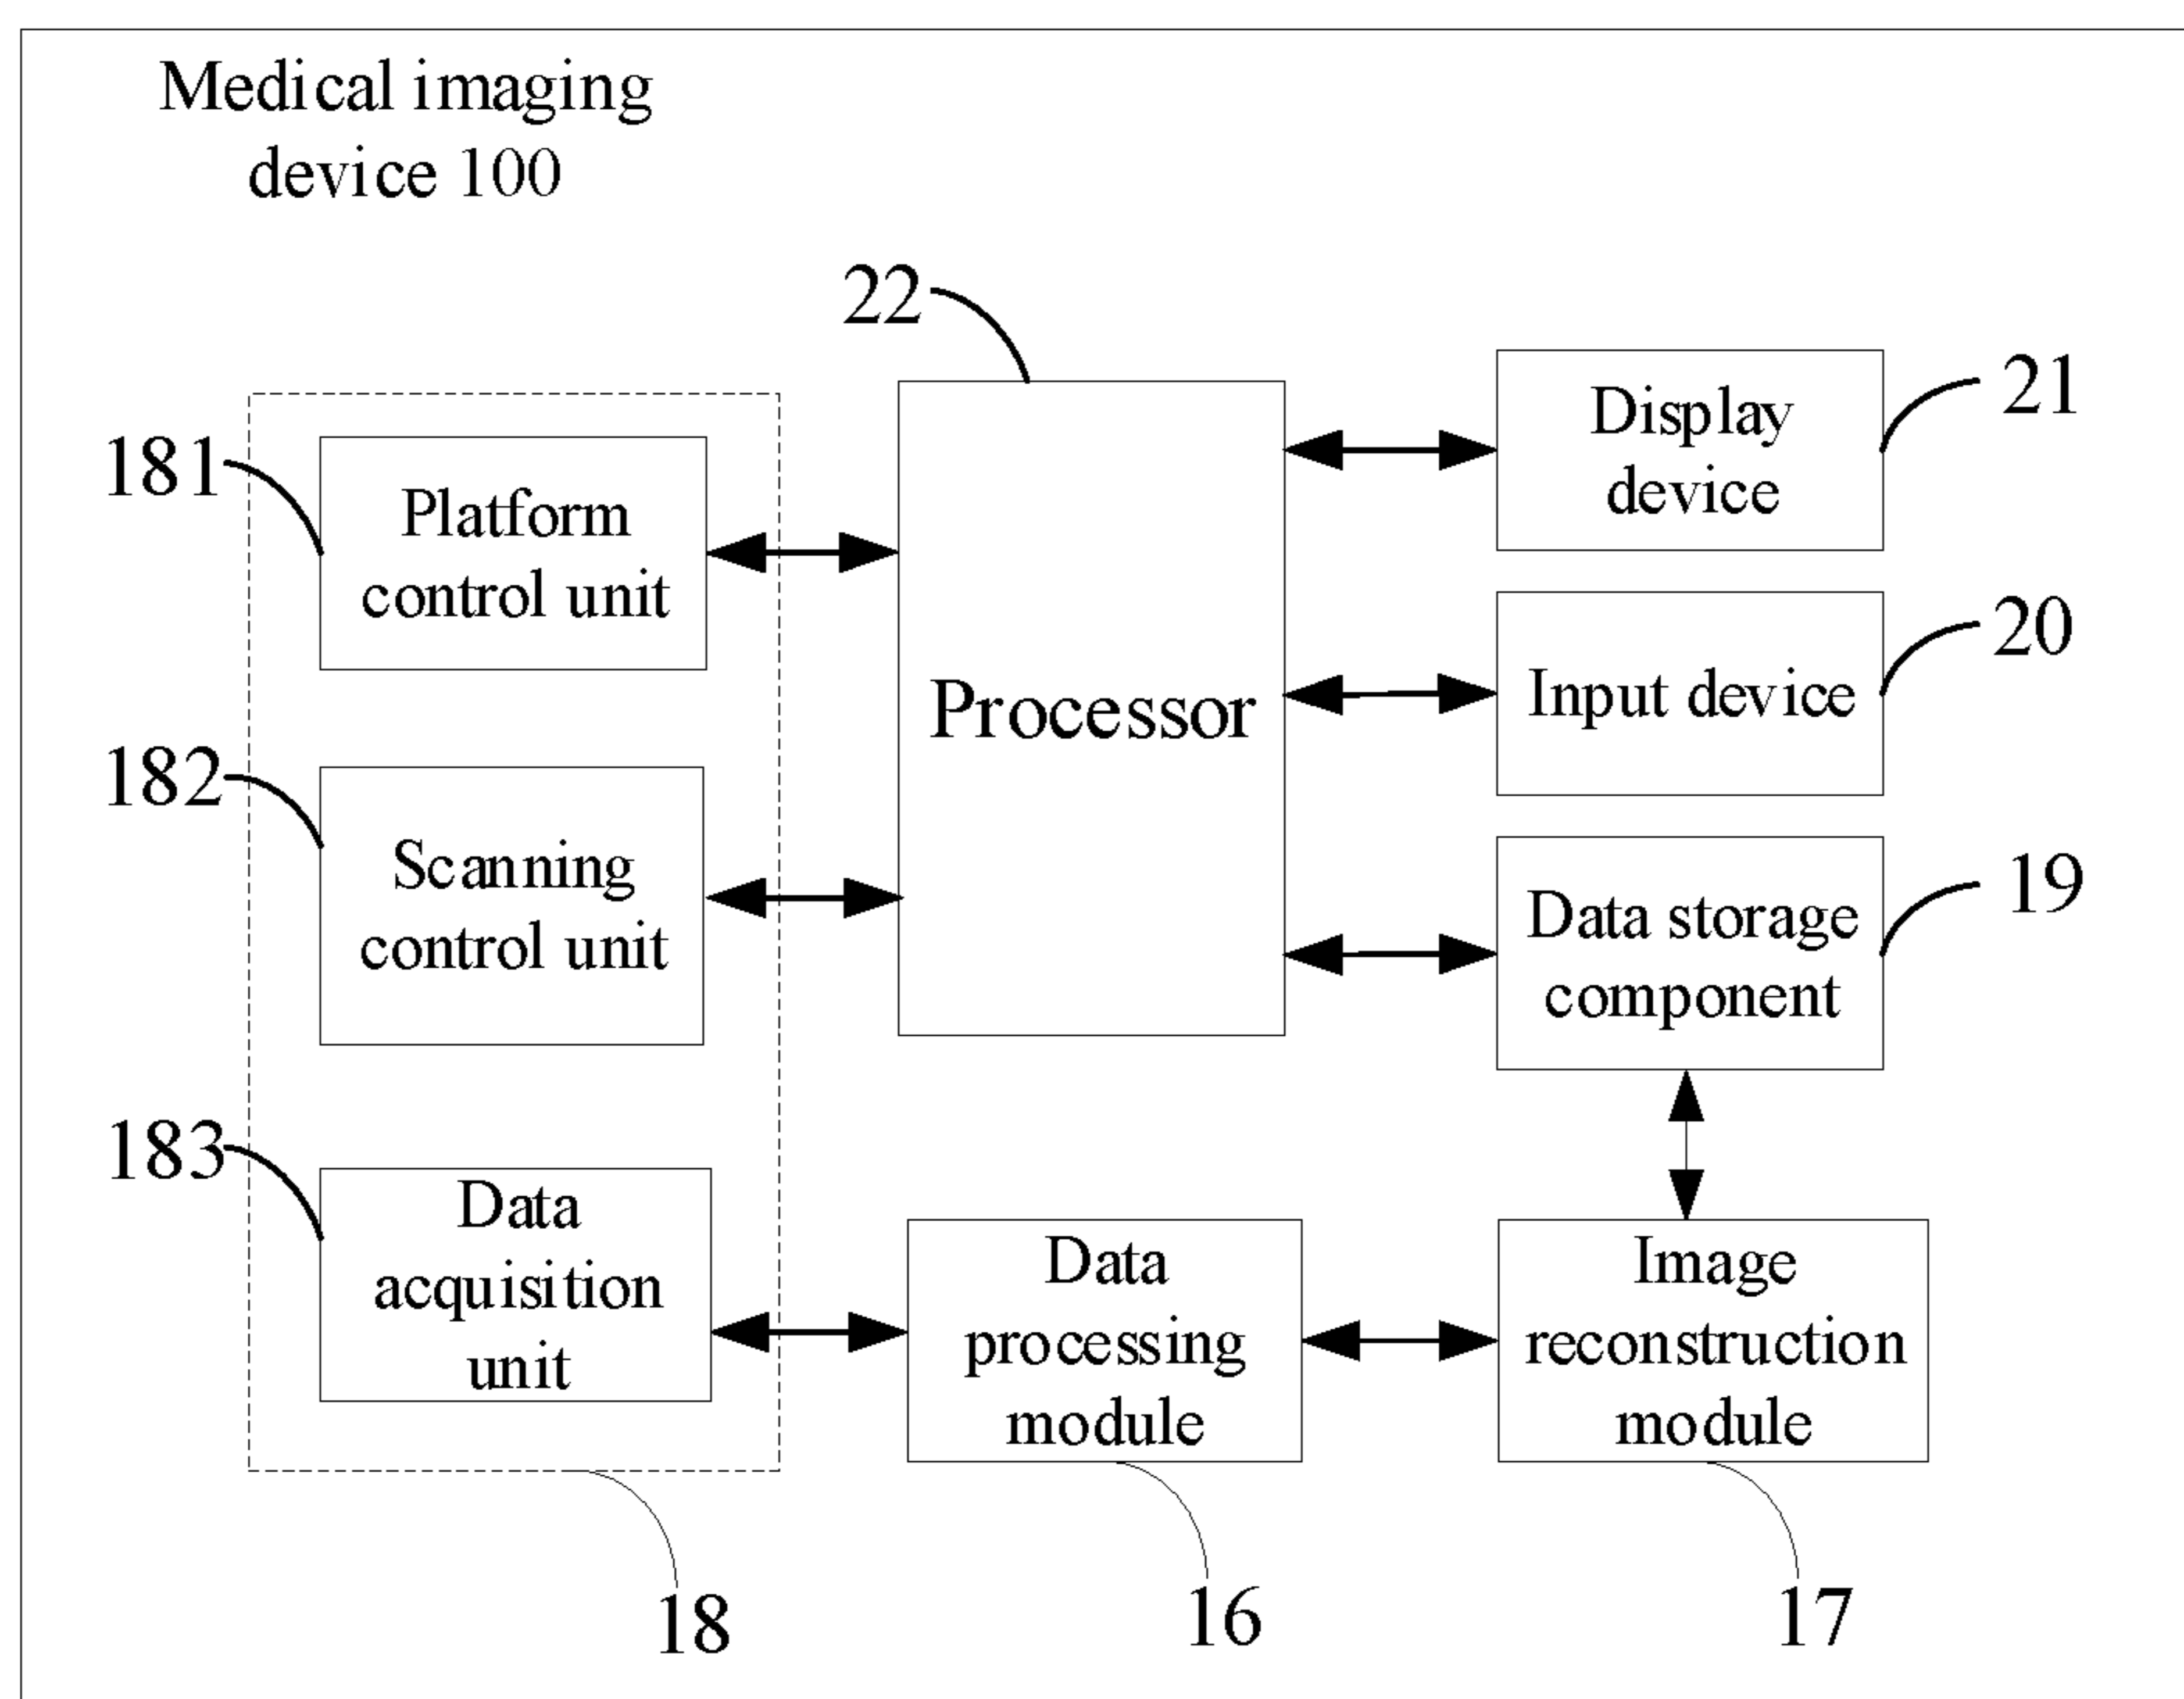 Medical imaging
device 100
22
21
Display
device
181
Platform
control unit
20
Input device
Processor
182
Scanning
control unit
19
Data storage
component
183
Data
acquisition
unit
Data
processing
module
Image
reconstruction
module
18
16
17